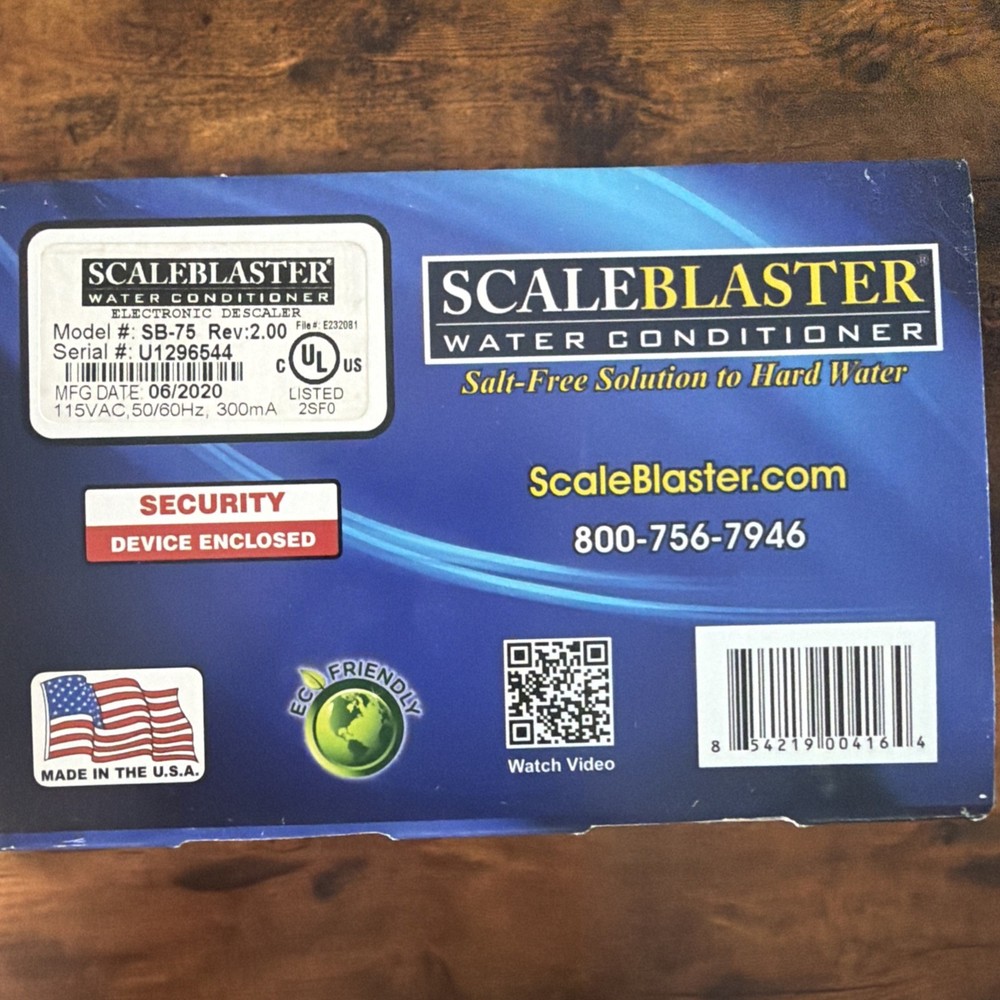 SCALEBLASTER®
WATER CONDITIONER
ELECTRONIC DESCALER
Model #: SB-75 Rev:2.00 File#: E232081
Serial #: U1296544
C UL US
MFG DATE: 06/2020 LISTED
115VAC,50/60Hz, 300mA 2SF0
SCALEBLASTER®
WATER CONDITIONER
Salt-Free Solution to Hard Water
ScaleBlaster.com
800-756-7946
SECURITY
DEVICE ENCLOSED
MADE IN THE U.S.A.
ECO FRIENDLY
Watch Video
8 54219 00416 4